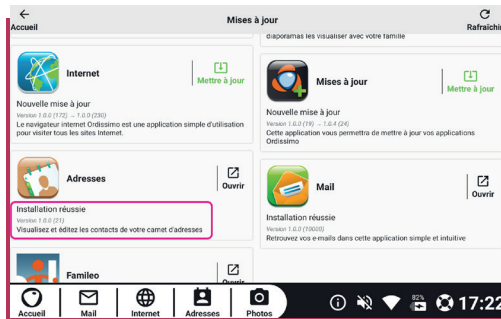 Accueil
Mises à jour
Rafraîchir
diaporamas les visualiser avec votre famille
Internet
Mettre à jour
Nouvelle mise à jour
Version 1.0.0 (172) → 1.0.0 (230)
Le navigateur internet Ordissimo est une application simple d'utilisation
pour visiter tous les sites Internet.
Mises à jour
Mettre à jour
Nouvelle mise à jour
Version 1.6.0 (19) → 1.6.4 (24)
Cette application vous permettra de mettre à jour vos applications
Ordissimo
Adresses
Ouvrir
Installation réussie
Version 1.0.0 (21)
Visualisez et éditez les contacts de votre carnet d'adresses
Mail
Ouvrir
Installation réussie
Version 1.0.0 (10000)
Retrouvez vos e-mails dans cette application simple et intuitive
Famileo
Ouvrir
Accueil
Mail
Internet
Adresses
Photos
82%
17:22